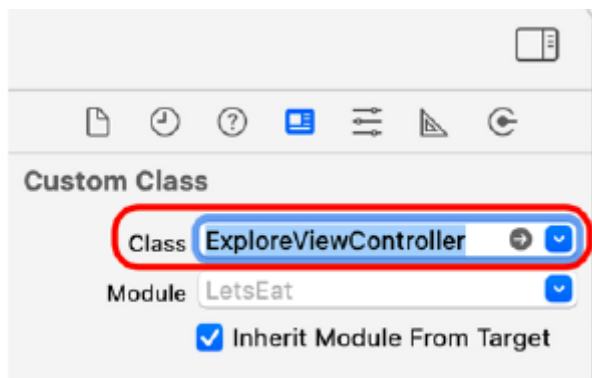 Custom Class
Class ExploreViewController
Module LetsEat
Inherit Module From Target